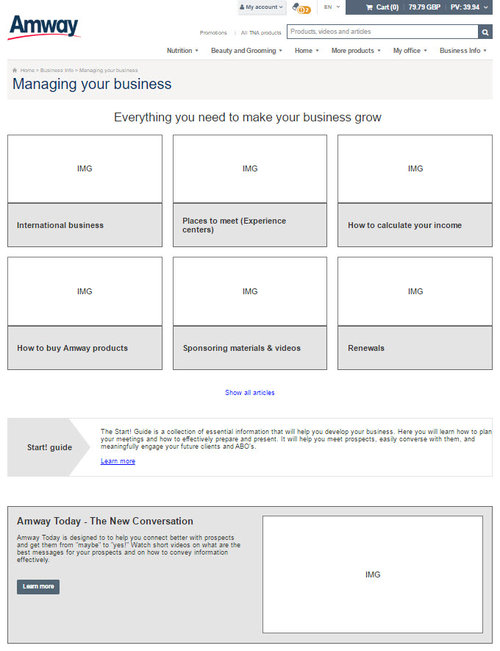 My account
EN
Cart (0) 79.79 GBP PV: 39.94
Amway
Promotions All TNA products
Products, videos and articles
Nutrition Beauty and Grooming Home More products My office Business Info
Home > Business Info > Managing your business
Managing your business
Everything you need to make your business grow
IMG IMG IMG
International business
Places to meet (Experience
centers)
How to calculate your income
IMG IMG IMG
How to buy Amway products
Sponsoring materials & videos
Renewals
Show all articles
Start! guide
The Start! Guide is a collection of essential information that will help you develop your business. Here you will learn how to plan
your meetings and how to effectively prepare and present. It will help you meet prospects, easily converse with them, and
meaningfully engage your future clients and ABO's.
Learn more
Amway Today - The New Conversation
Amway Today is designed to to help you connect better with prospects
and get them from "maybe" to "yes!" Watch short videos on what are the
best messages for your prospects and on how to convey information
effectively.
Learn more
IMG